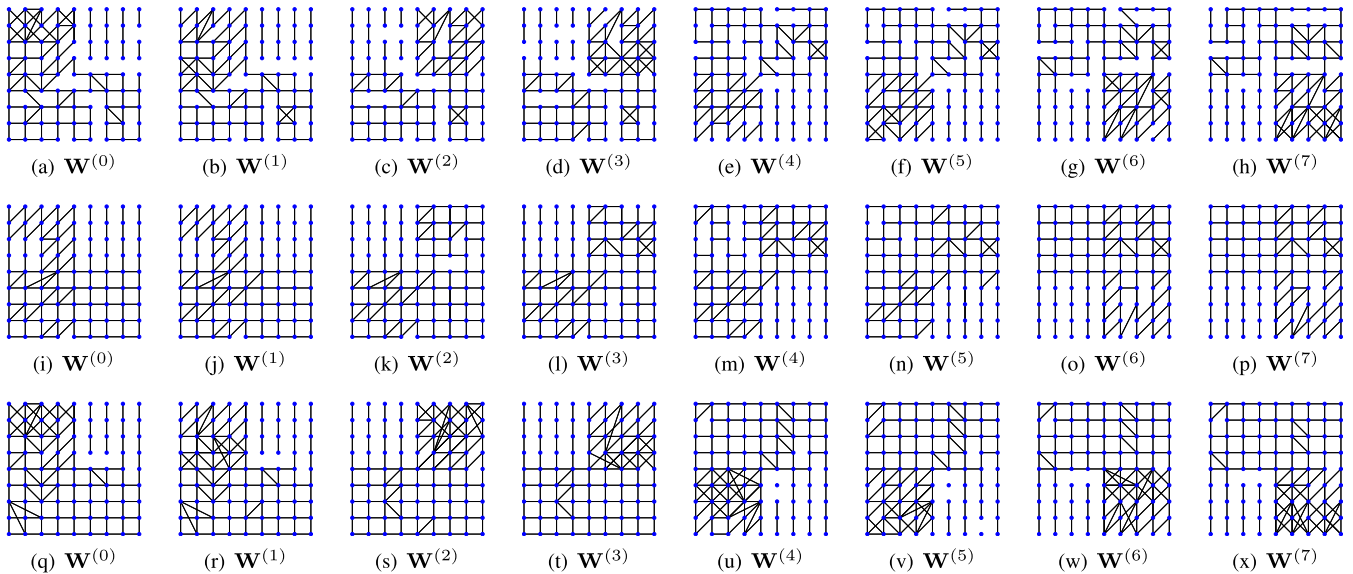 (a) W^(0) (b) W^(1) (c) W^(2) (d) W^(3) (e) W^(4) (f) W^(5) (g) W^(6) (h) W^(7)
(i) W^(0) (j) W^(1) (k) W^(2) (l) W^(3) (m) W^(4) (n) W^(5) (o) W^(6) (p) W^(7)
(q) W^(0) (r) W^(1) (s) W^(2) (t) W^(3) (u) W^(4) (v) W^(5) (w) W^(6) (x) W^(7)